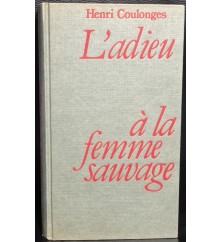 Henri Coulonges
L'adieu
à la
femme
sauvage